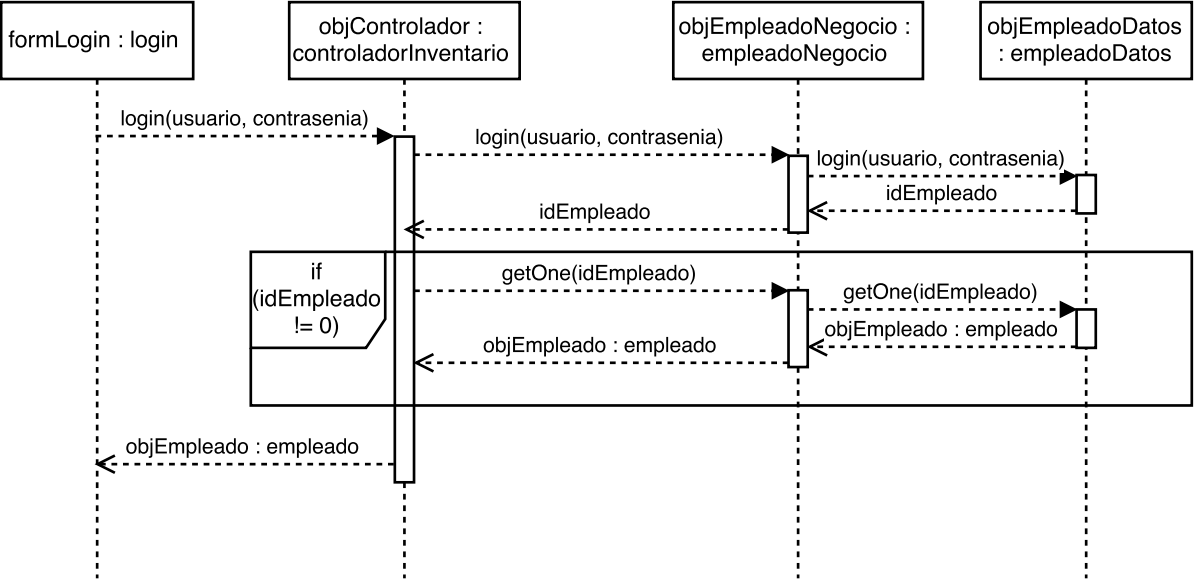 formLogin : login
objControlador :
controladorInventario
objEmpleadoNegocio :
empleadoNegocio
objEmpleadoDatos
: empleadoDatos
login(usuario, contrasenia)
login(usuario, contrasenia)
login(usuario, contrasenia)
idEmpleado
idEmpleado
if
(idEmpleado
!= 0)
getOne(idEmpleado)
getOne(idEmpleado)
objEmpleado : empleado
objEmpleado : empleado
objEmpleado : empleado